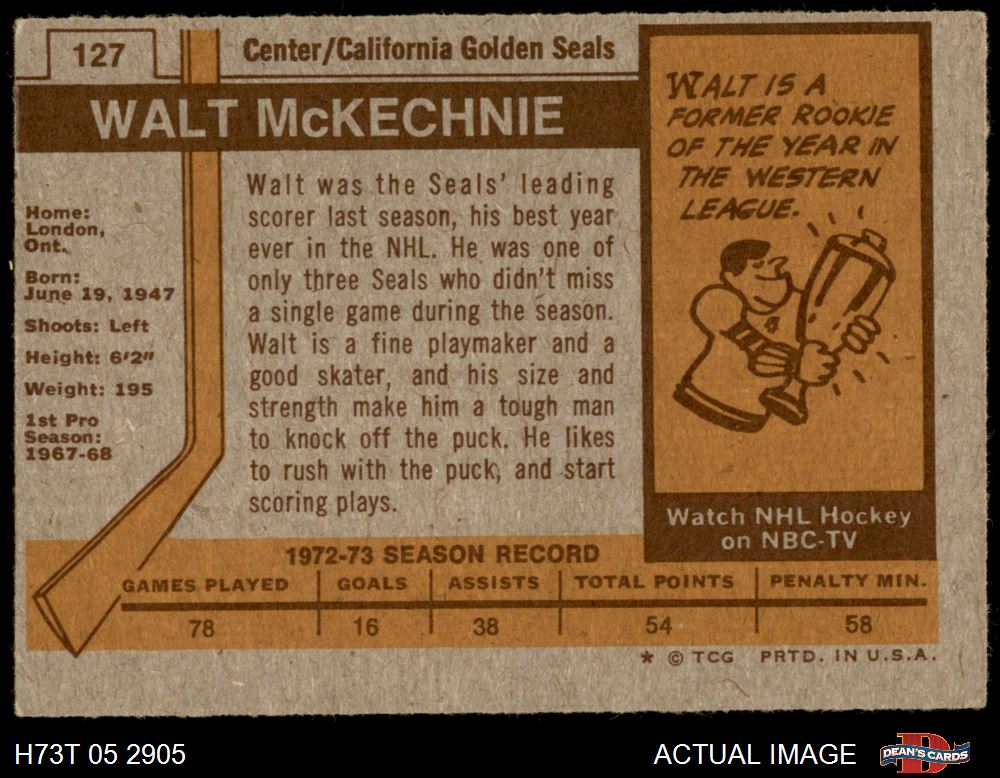 127
Center/California Golden Seals
WALT McKECHNIE
Home:
London,
Ont.
Born:
June 19, 1947
Shoots: Left
Height: 6'2"
Weight: 195
1st Pro
Season:
1967-68
Walt was the Seals' leading
scorer last season, his best year
ever in the NHL. He was one of
only three Seals who didn't miss
a single game during the season.
Walt is a fine playmaker and a
good skater, and his size and
strength make him a tough man
to knock off the puck. He likes
to rush with the puck, and start
scoring plays.
WALT IS A
FORMER ROOKIE
OF THE YEAR IN
THE WESTERN
LEAGUE.
4
Watch NHL Hockey
on NBC-TV
1972-73 SEASON RECORD
GAMES PLAYED GOALS ASSISTS TOTAL POINTS PENALTY MIN.
78 16 38 54 58
* © TCG PRTD. IN U.S.A.
H73T 05 2905 ACTUAL IMAGE DEAN'S CARDS